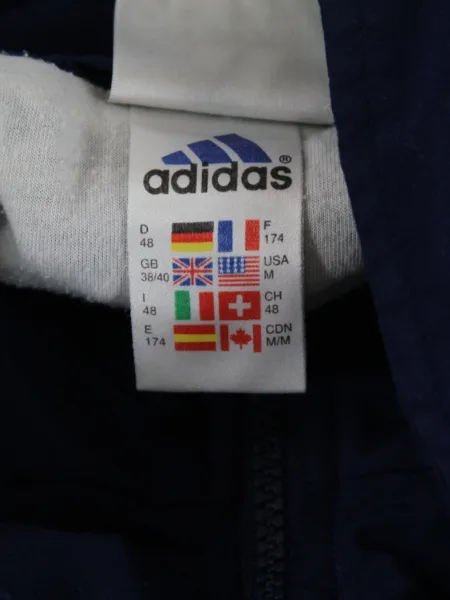 adidas®
D F
48 174
GB USA
38/40 M
I CH
48 48
E CDN
174 M/M